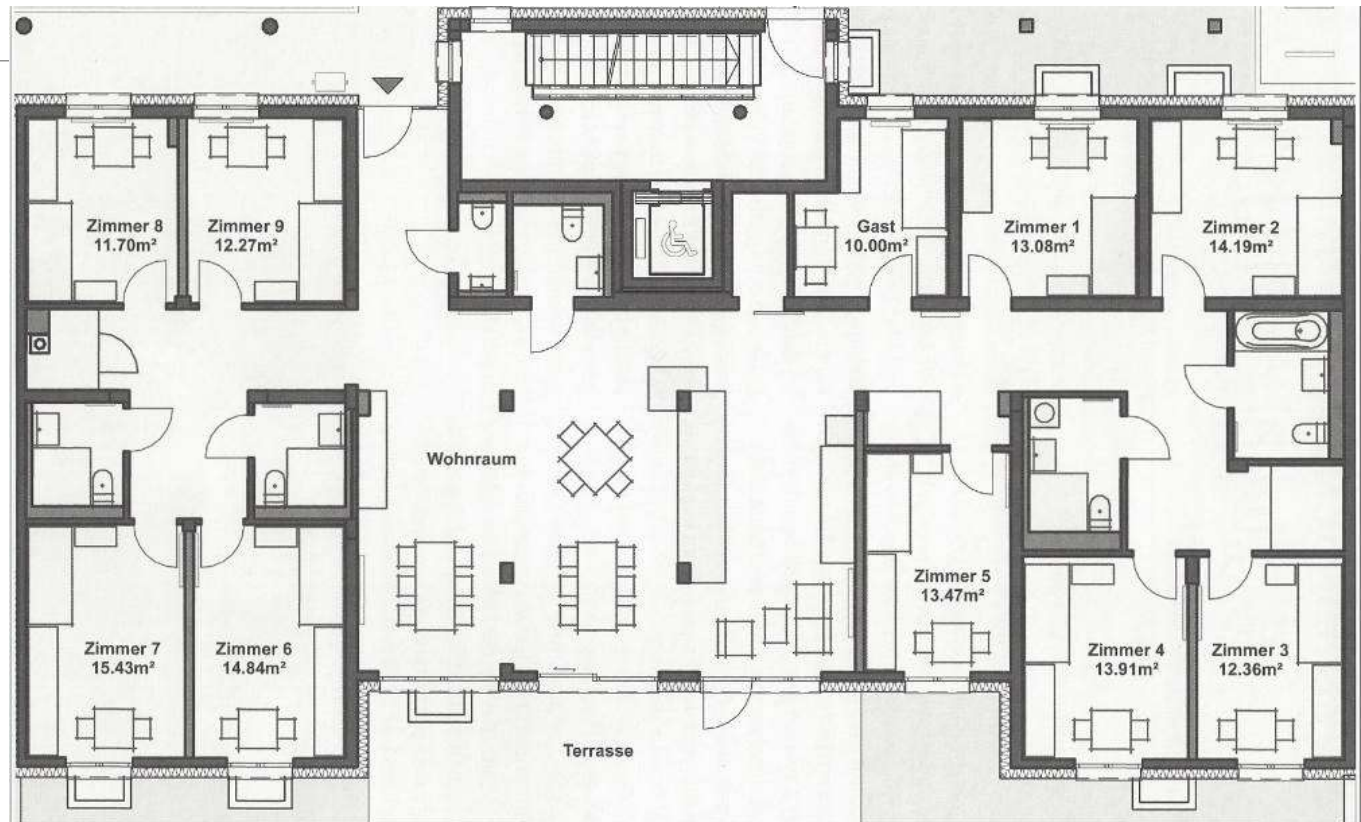 Zimmer 8
11.70m²
Zimmer 9
12.27m²
Gast
10.00m²
Zimmer 1
13.08m²
Zimmer 2
14.19m²
Wohnraum
Zimmer 5
13.47m²
Zimmer 7
15.43m²
Zimmer 6
14.84m²
Zimmer 4
13.91m²
Zimmer 3
12.36m²
Terrasse